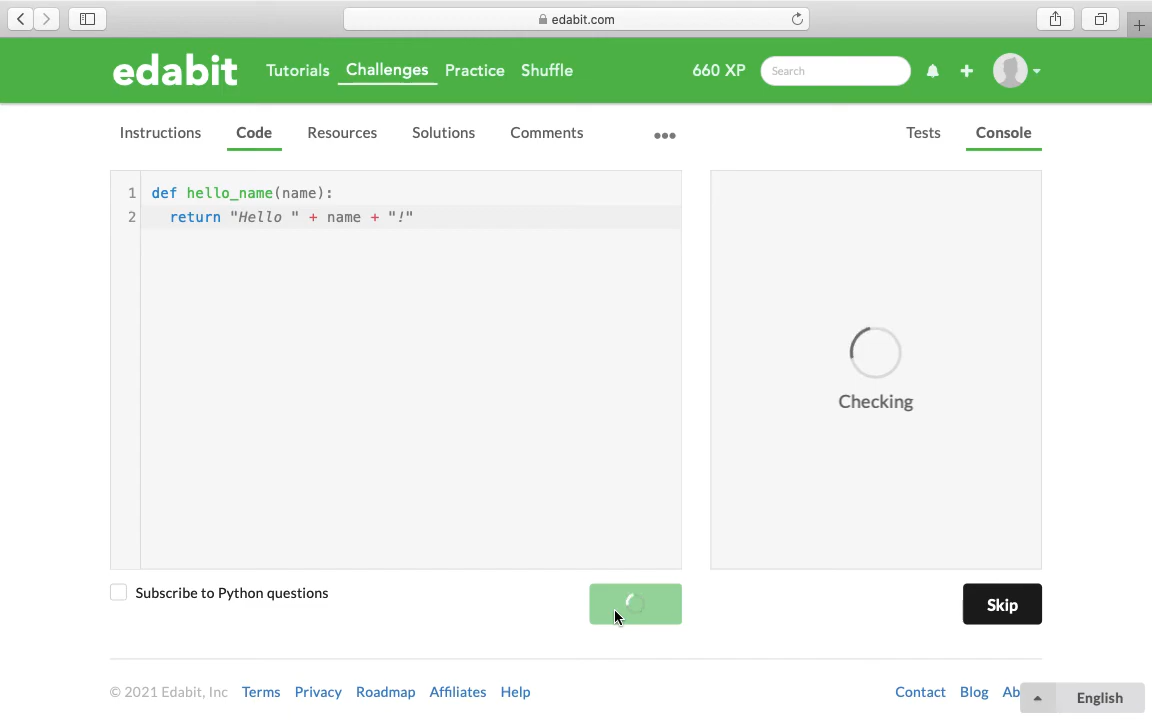 edabit.com
edabit Tutorials Challenges Practice Shuffle 660 XP Search
Instructions Code Resources Solutions Comments Tests Console
1 def hello_name(name):
2 return "Hello " + name + "!"
Checking
Subscribe to Python questions
Skip
© 2021 Edabit, Inc Terms Privacy Roadmap Affiliates Help Contact Blog Ab
English